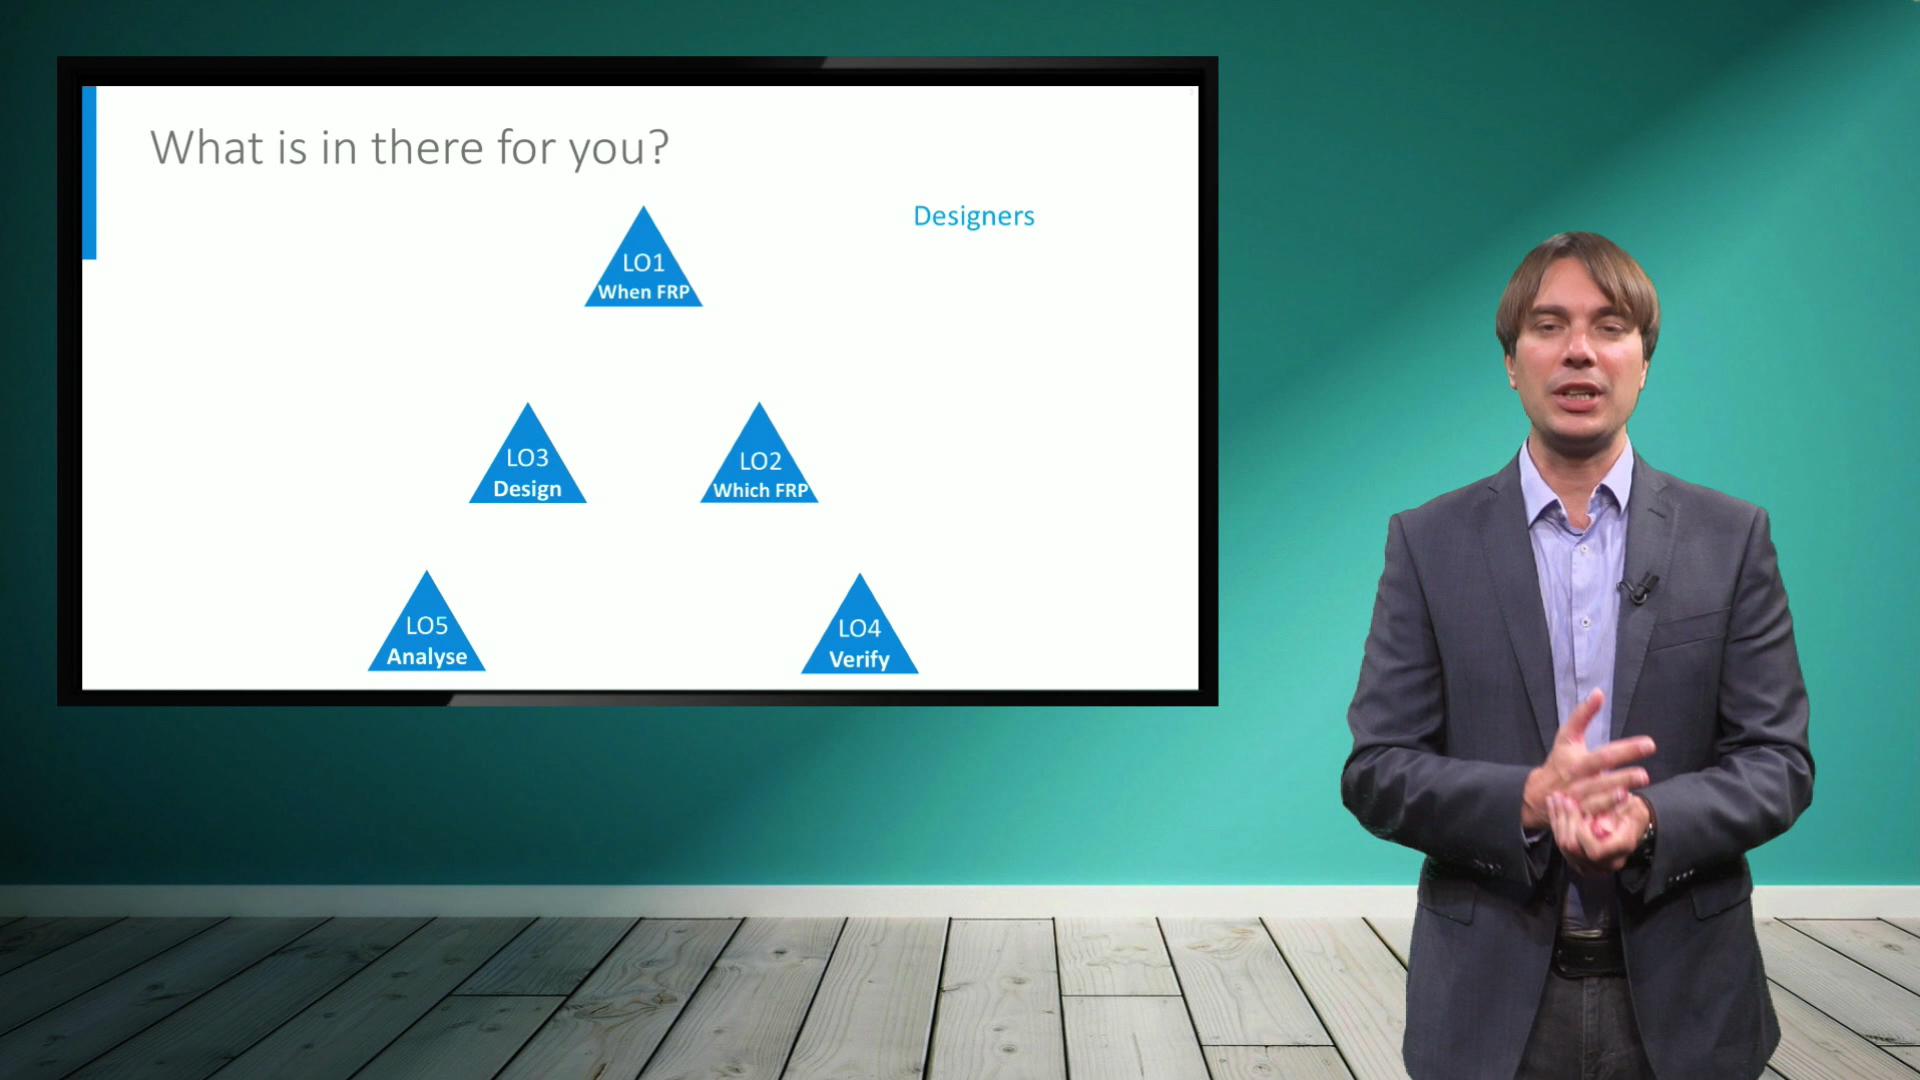 What is in there for you?
Designers
LO1
When FRP
LO3
Design
LO2
Which FRP
LO5
Analyse
LO4
Verify